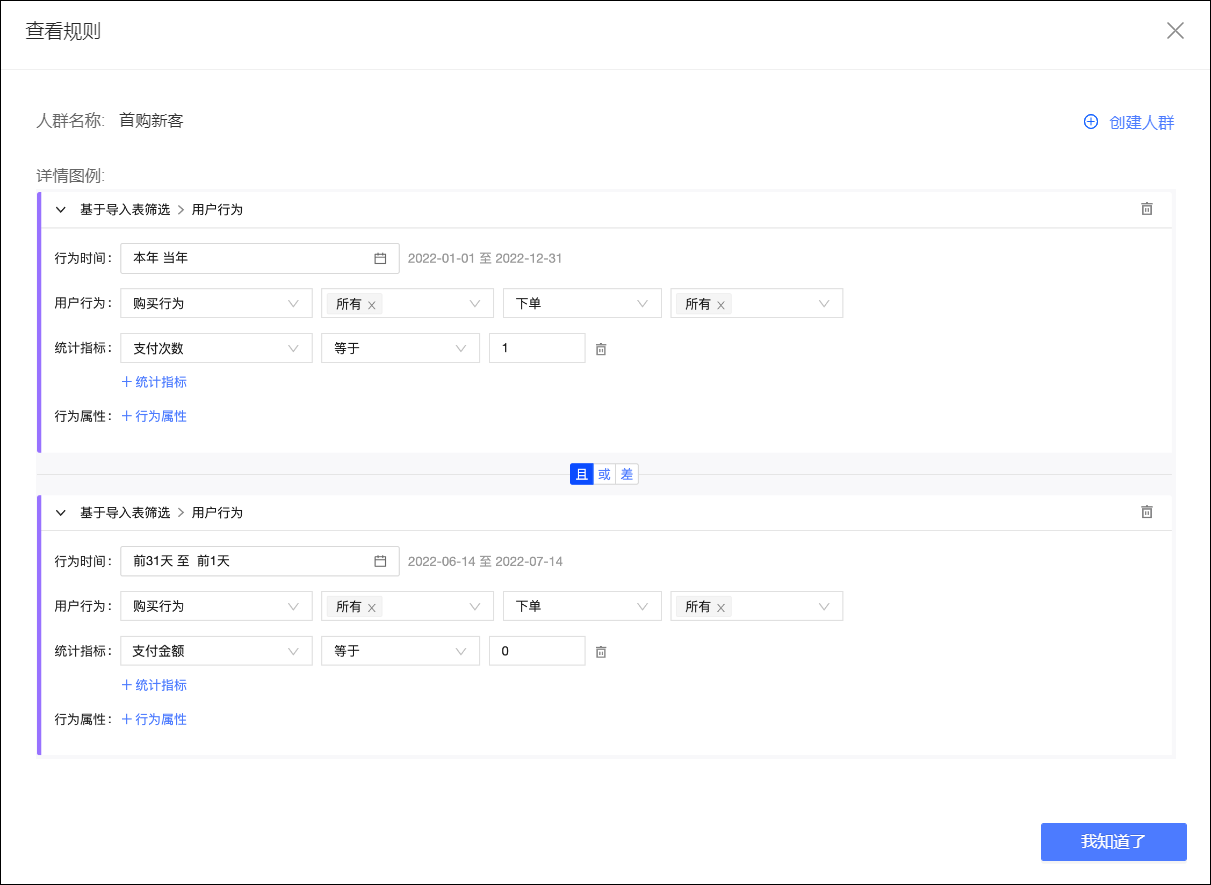 查看规则
人群名称: 首购新客
创建人群
详情图例:
基于导入表筛选 > 用户行为
行为时间: 本年 当年 2022-01-01 至 2022-12-31
用户行为: 购买行为 所有 × 下单 所有 ×
统计指标: 支付次数 等于 1
+ 统计指标
行为属性: + 行为属性
且 或 差
基于导入表筛选 > 用户行为
行为时间: 前31天 至 前1天 2022-06-14 至 2022-07-14
用户行为: 购买行为 所有 × 下单 所有 ×
统计指标: 支付金额 等于 0
+ 统计指标
行为属性: + 行为属性
我知道了